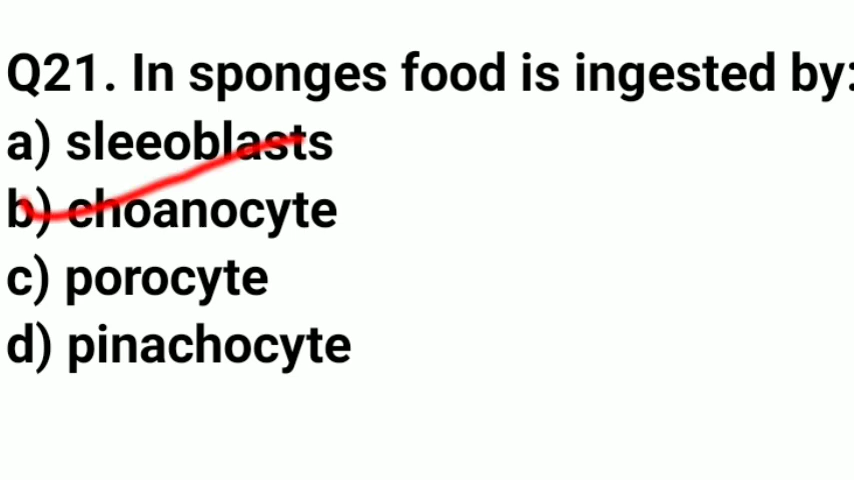 Q21. In sponges food is ingested by:
a) sleeoblasts
b) choanocyte
c) porocyte
d) pinachocyte